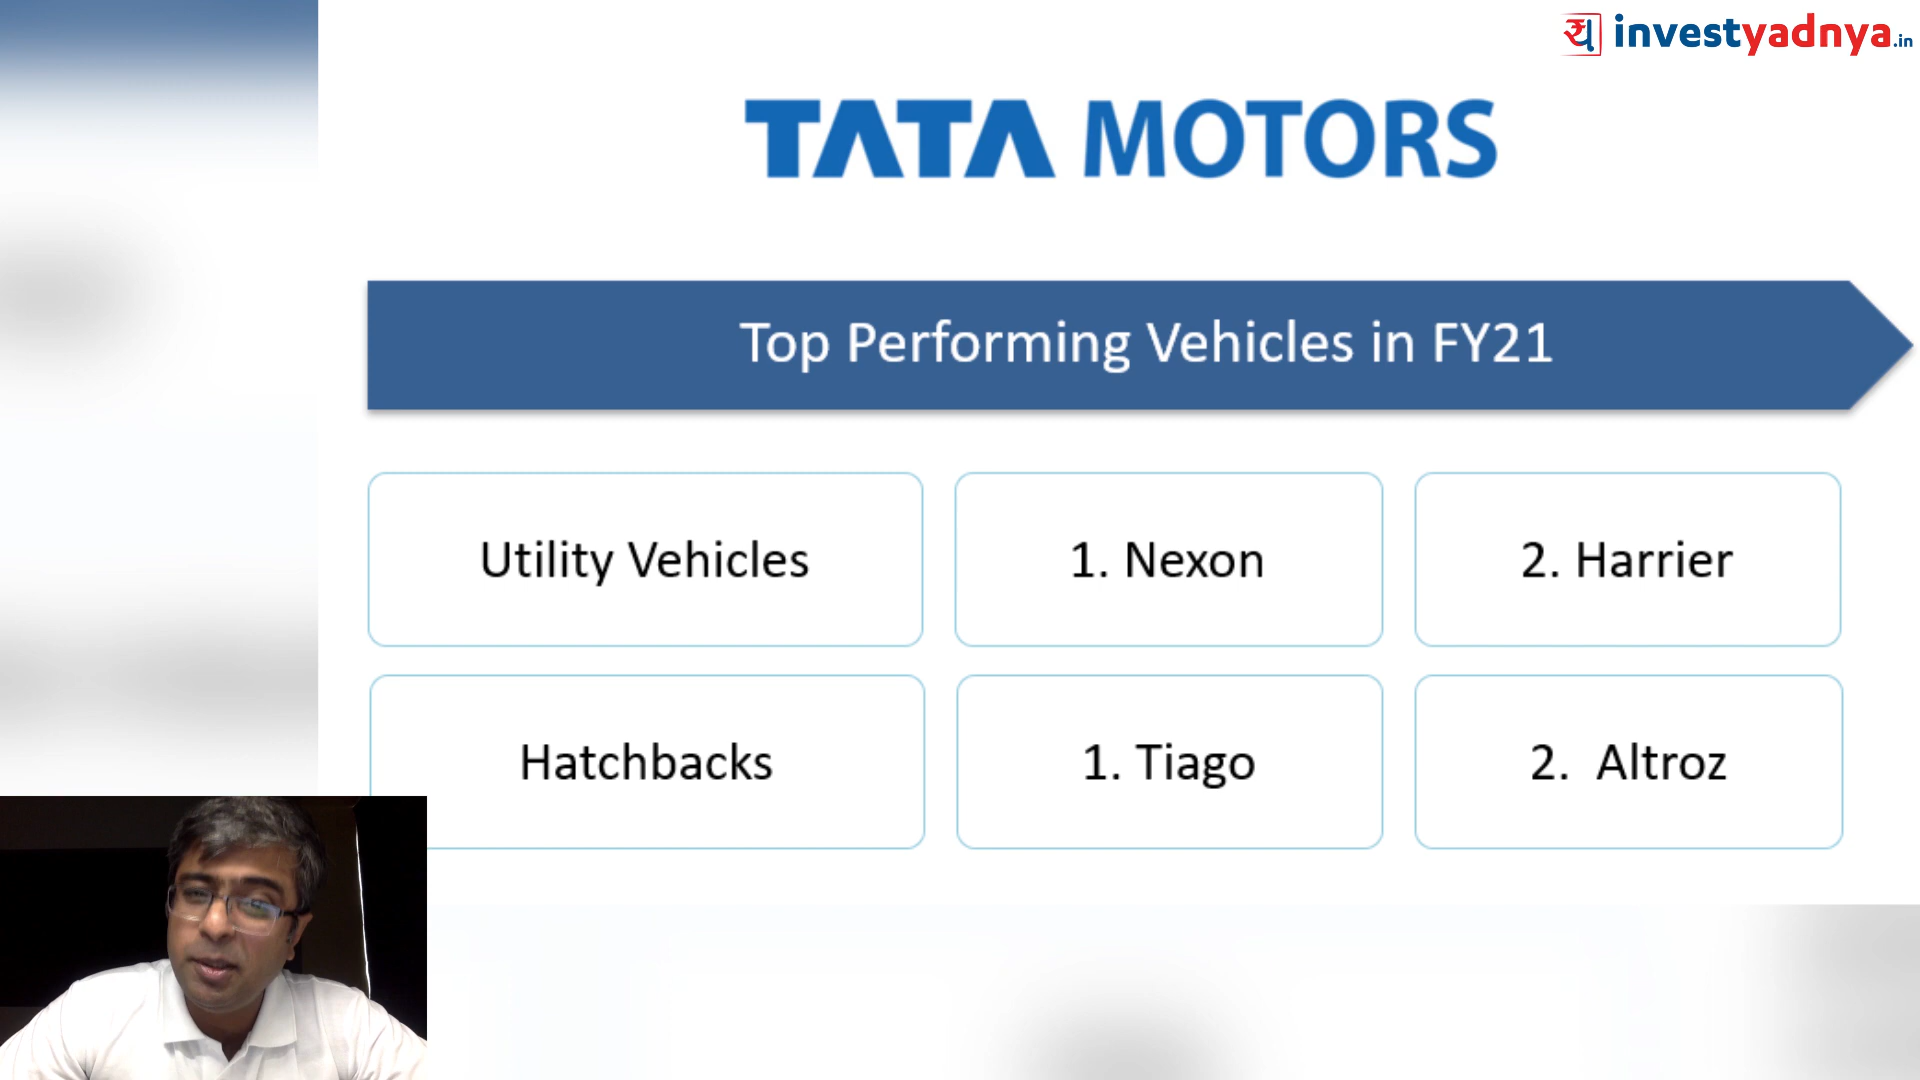 य investyadnya.in
TATA MOTORS
Top Performing Vehicles in FY21
Utility Vehicles
1. Nexon
2. Harrier
Hatchbacks
1. Tiago
2. Altroz